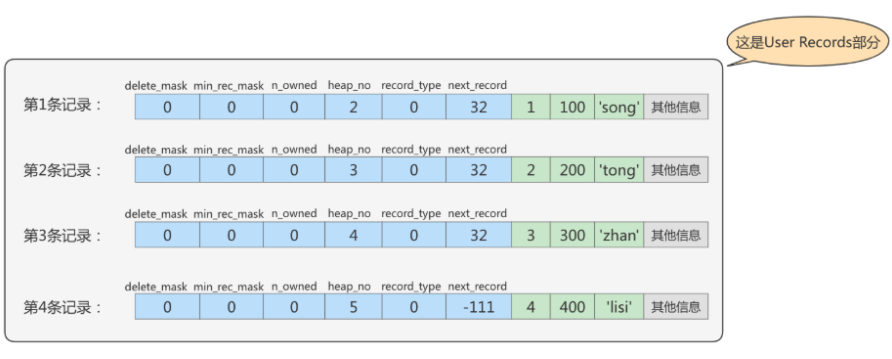 这是User Records部分
delete_mask min_rec_mask n_owned heap_no record_type next_record
第1条记录： 0 0 0 2 0 32 1 100 'song' 其他信息
delete_mask min_rec_mask n_owned heap_no record_type next_record
第2条记录： 0 0 0 3 0 32 2 200 'tong' 其他信息
delete_mask min_rec_mask n_owned heap_no record_type next_record
第3条记录： 0 0 0 4 0 32 3 300 'zhan' 其他信息
delete_mask min_rec_mask n_owned heap_no record_type next_record
第4条记录： 0 0 0 5 0 -111 4 400 'lisi' 其他信息